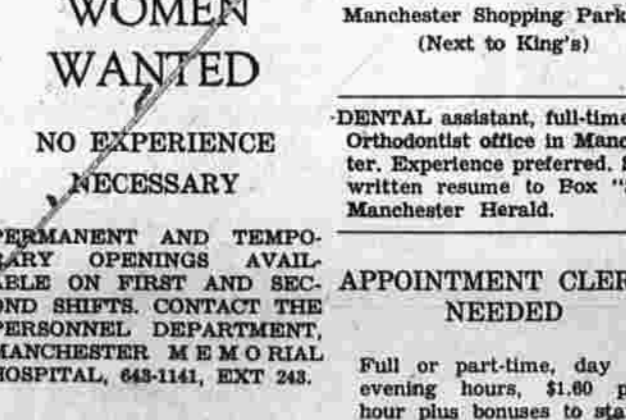 WOMEN
WANTED
NO EXPERIENCE
NECESSARY
PERMANENT AND TEMPO-
RARY OPENINGS AVAIL-
ABLE ON FIRST AND SEC-
OND SHIFTS. CONTACT THE
PERSONNEL DEPARTMENT,
MANCHESTER MEMORIAL
HOSPITAL, 643-1141, EXT 243.
Manchester Shopping Park
(Next to King's)
DENTAL assistant, full-time
Orthodontist office in Manc
ter. Experience preferred.
written resume to Box "
Manchester Herald.
APPOINTMENT CLER
NEEDED
Full or part-time, day
evening hours, $1.60 p
hour plus bonuses to sta